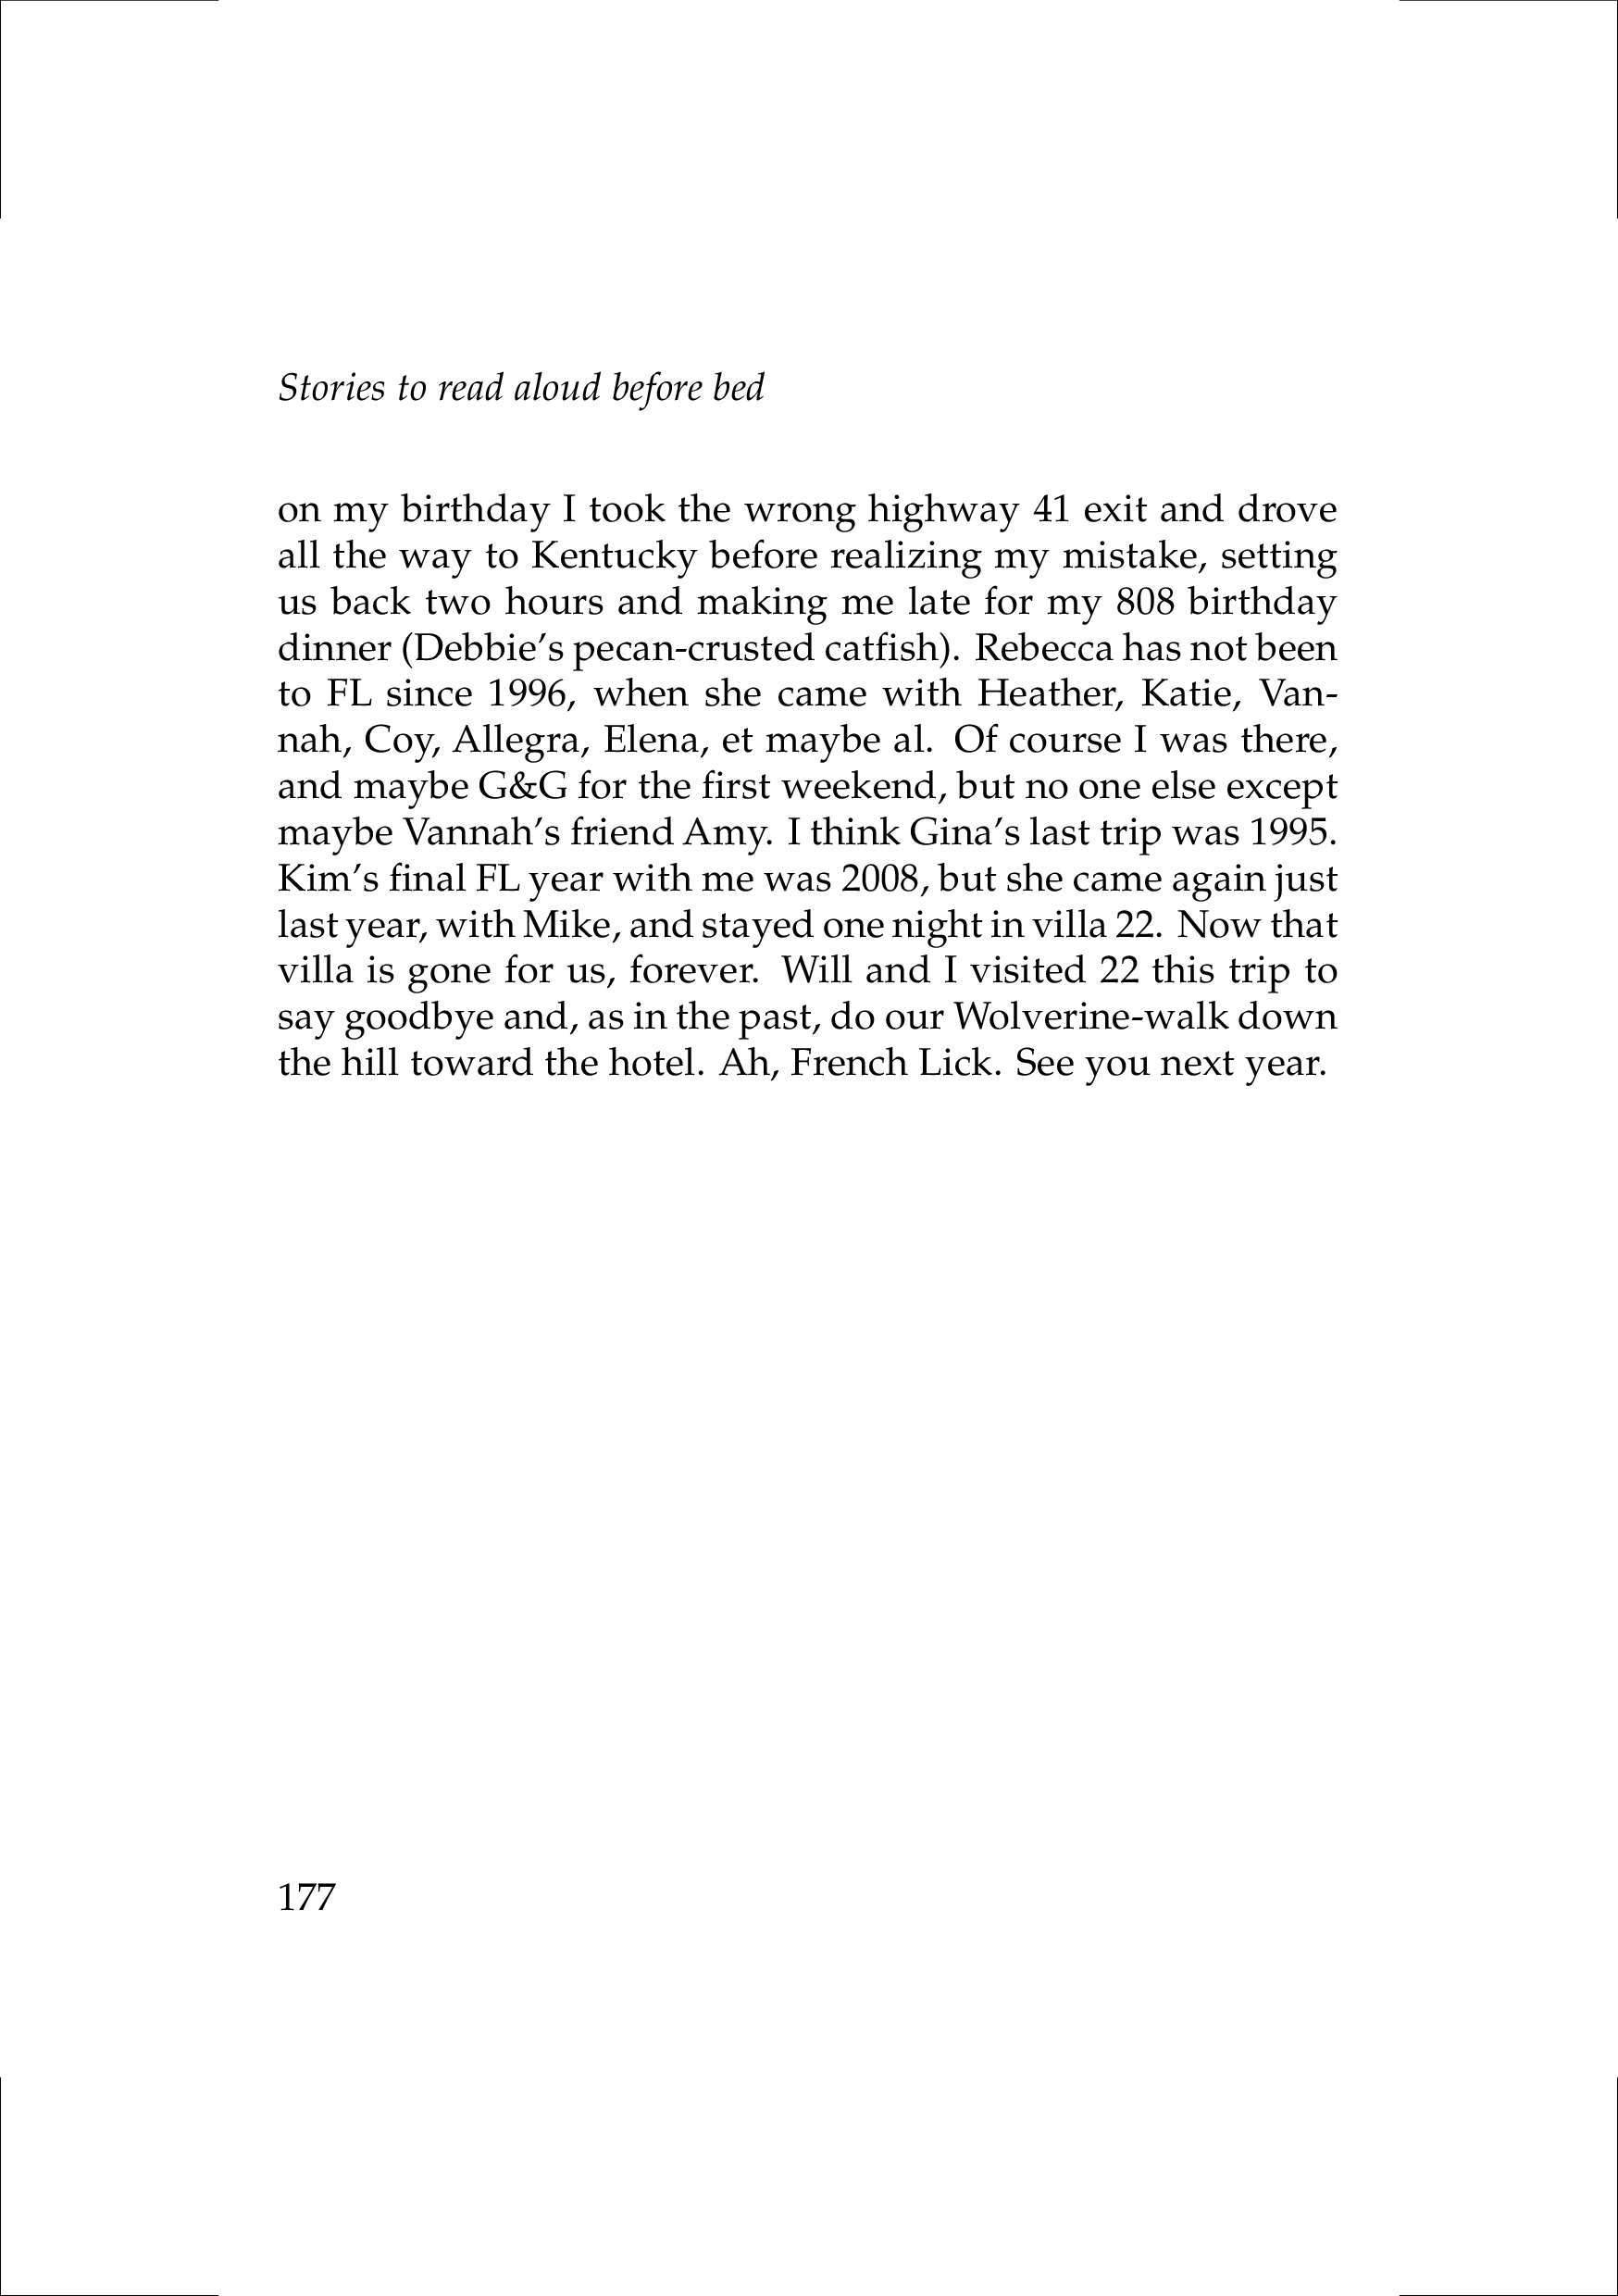 Stories to read aloud before bed
on my birthday I took the wrong highway 41 exit and drove
all the way to Kentucky before realizing my mistake, setting
us back two hours and making me late for my 808 birthday
dinner (Debbie’s pecan-crusted catfish). Rebecca has not been
to FL since 1996, when she came with Heather, Katie, Van-
nah, Coy, Allegra, Elena, et maybe al. Of course I was there,
and maybe G&G for the first weekend, but no one else except
maybe Vannah’s friend Amy. I think Gina’s last trip was 1995.
Kim’s final FL year with me was 2008, but she came again just
last year, with Mike, and stayed one night in villa 22. Now that
villa is gone for us, forever. Will and I visited 22 this trip to
say goodbye and, as in the past, do our Wolverine-walk down
the hill toward the hotel. Ah, French Lick. See you next year.
177